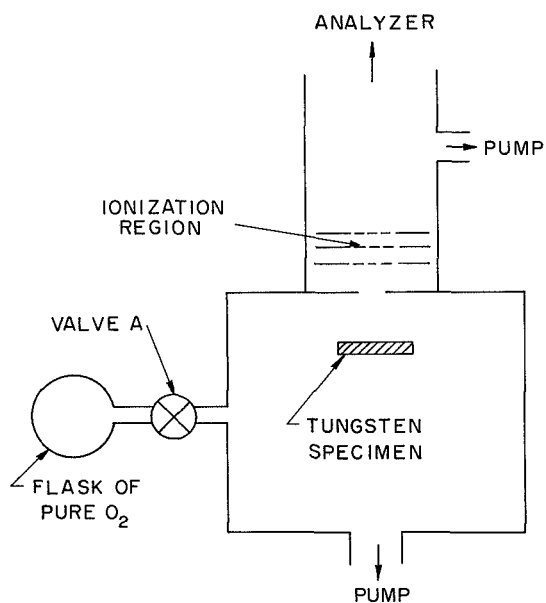 ANALYZER
PUMP
IONIZATION
REGION
VALVE A
TUNGSTEN
SPECIMEN
FLASK OF
PURE O₂
PUMP